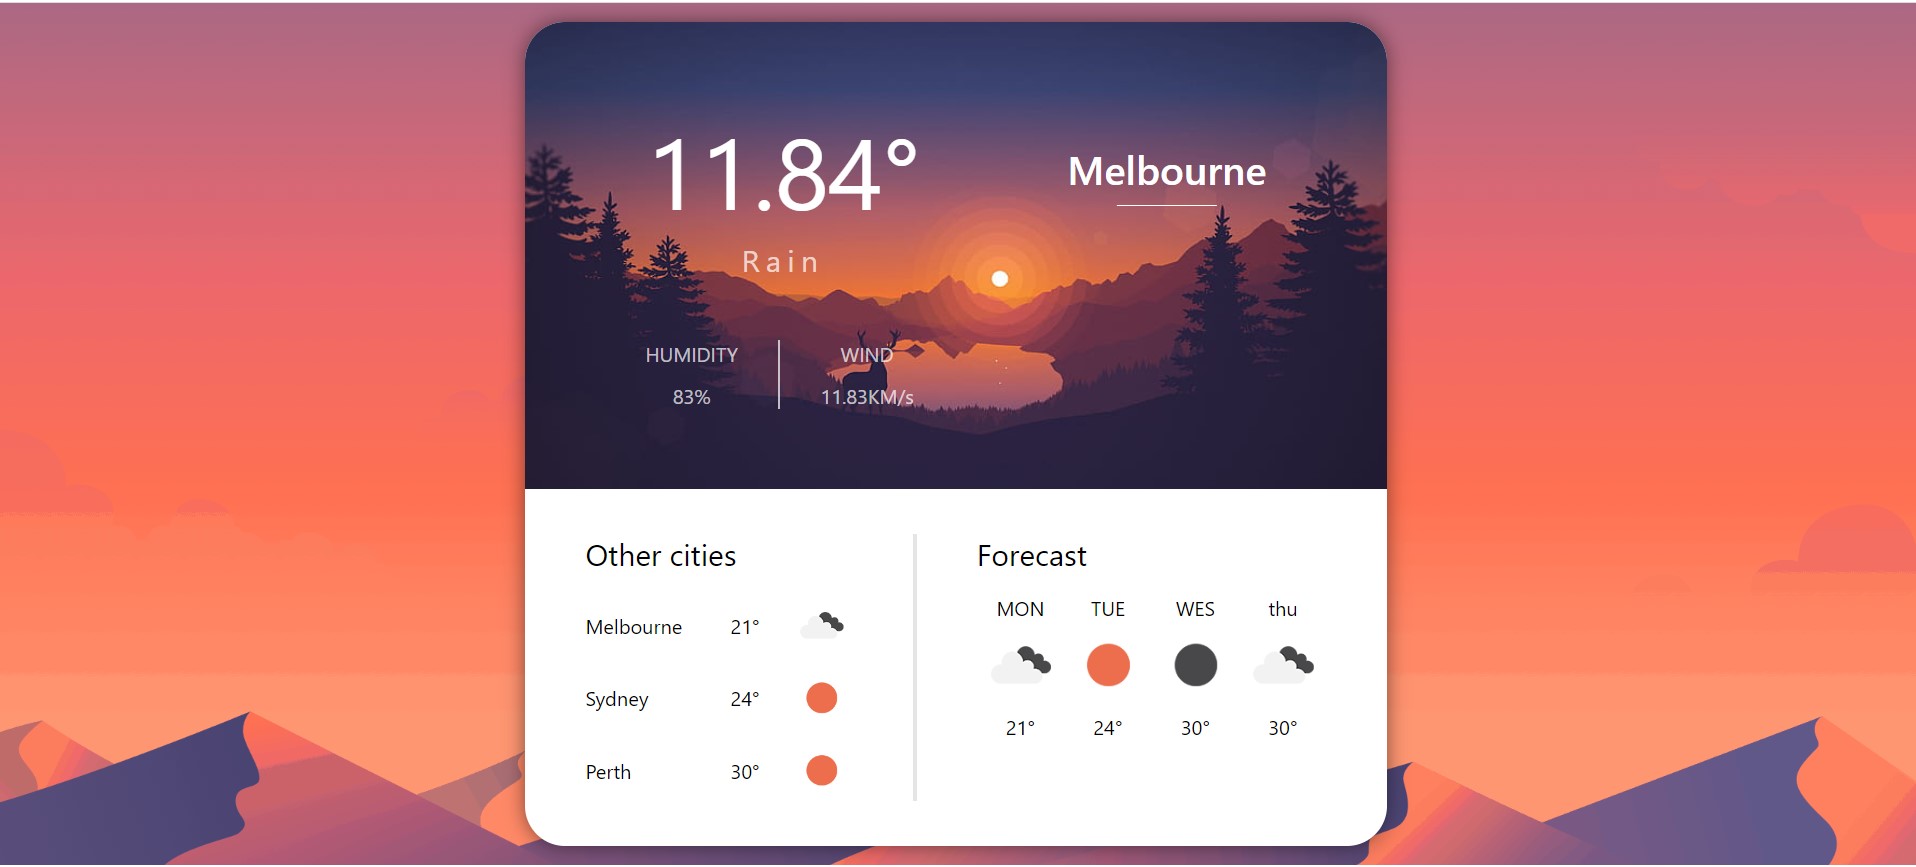 11.84°
Melbourne
Rain
HUMIDITY
WIND
83%
11.83KM/s
Other cities
Melbourne 21°
Sydney 24°
Perth 30°
Forecast
MON TUE WES thu
21° 24° 30° 30°